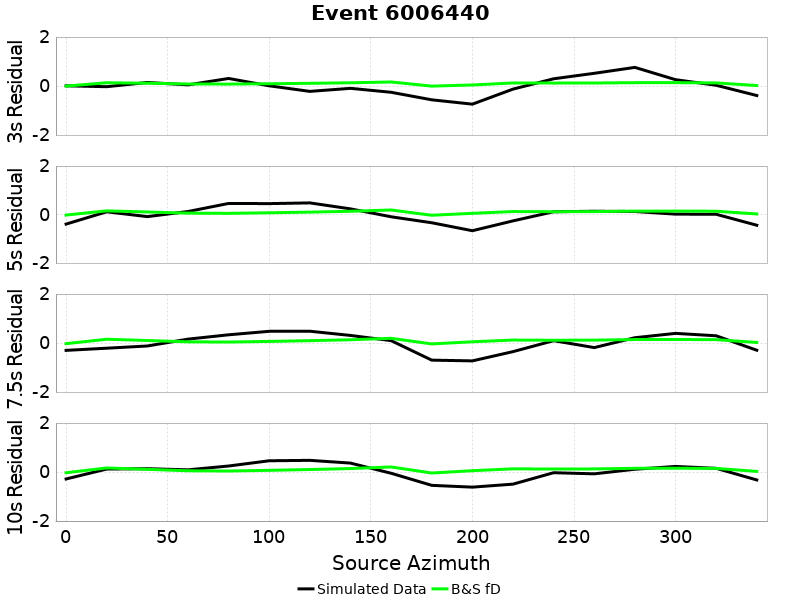 Event 6006440
3s Residual
2
0
-2
5s Residual
2
0
-2
7.5s Residual
2
0
-2
10s Residual
2
0
-2
0 50 100 150 200 250 300
Source Azimuth
Simulated Data B&S fD